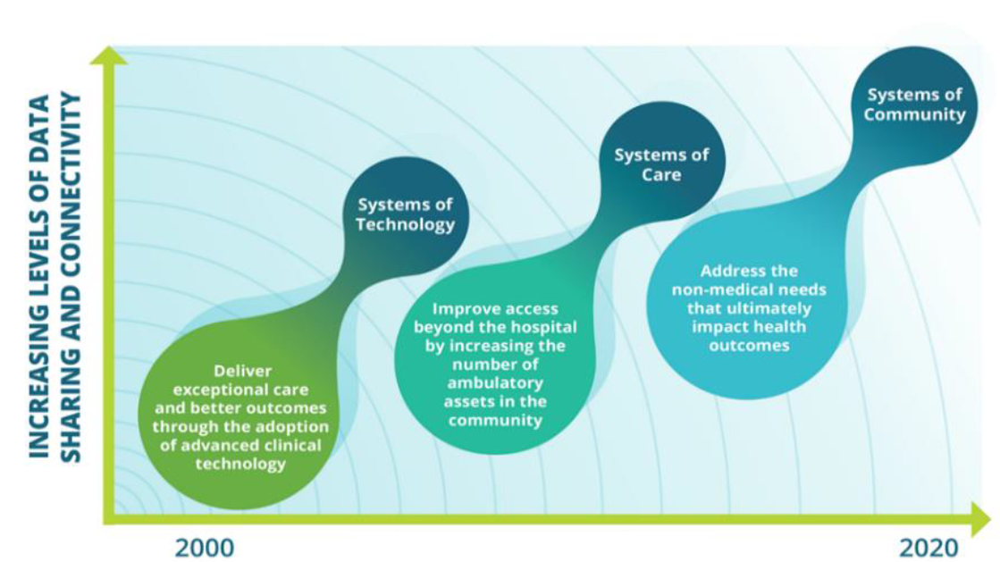 INCREASING LEVELS OF DATA
SHARING AND CONNECTIVITY
Systems of
Technology
Deliver
exceptional care
and better outcomes
through the adoption
of advanced clinical
technology
Systems of
Care
Improve access
beyond the hospital
by increasing the
number of
ambulatory
assets in the
community
Systems of
Community
Address the
non-medical needs
that ultimately
impact health
outcomes
2000
2020